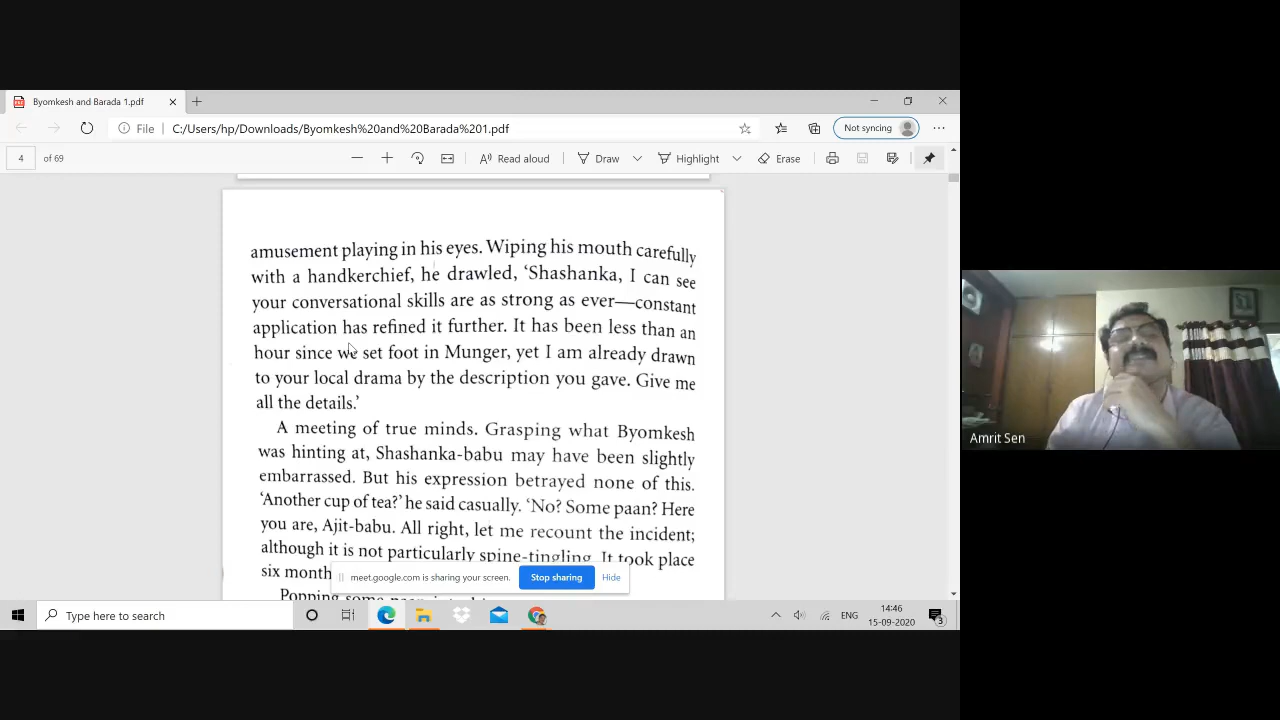 Byomkesh and Barada 1.pdf
File
C:/Users/hp/Downloads/Byomkesh%20and%20Barada%201.pdf
Not syncing
4 of 69
Read aloud
Draw
Highlight
Erase
amusement playing in his eyes. Wiping his mouth carefully
with a handkerchief, he drawled, ‘Shashanka, I can see
your conversational skills are as strong as ever—constant
application has refined it further. It has been less than an
hour since we set foot in Munger, yet I am already drawn
to your local drama by the description you gave. Give me
all the details.’
A meeting of true minds. Grasping what Byomkesh
was hinting at, Shashanka-babu may have been slightly
embarrassed. But his expression betrayed none of this.
‘Another cup of tea?’ he said casually. ‘No? Some paan? Here
you are, Ajit-babu. All right, let me recount the incident;
although it is not particularly spine-tingling. It took place
six month
Popping some
meet.google.com is sharing your screen.
Stop sharing
Hide
Amrit Sen
Type here to search
ENG
14:46
15-09-2020
3